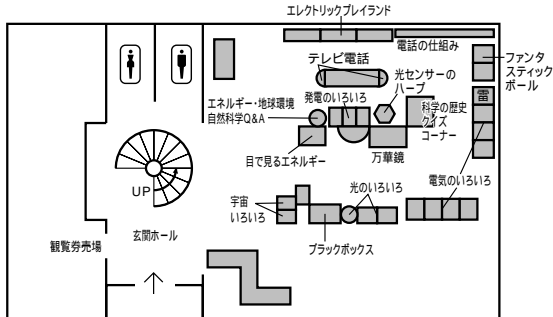 エレクトリックプレイランド
電話の仕組み
テレビ電話
ファンタ
スティック
ボール
光センサーの
ハープ
エネルギー・地球環境
自然科学Q&A
発電のいろいろ
雷
科学の歴史
クイズ
コーナー
目で見るエネルギー
万華鏡
電気のいろいろ
UP
宇宙
いろいろ
光のいろいろ
観覧券売場
玄関ホール
ブラックボックス